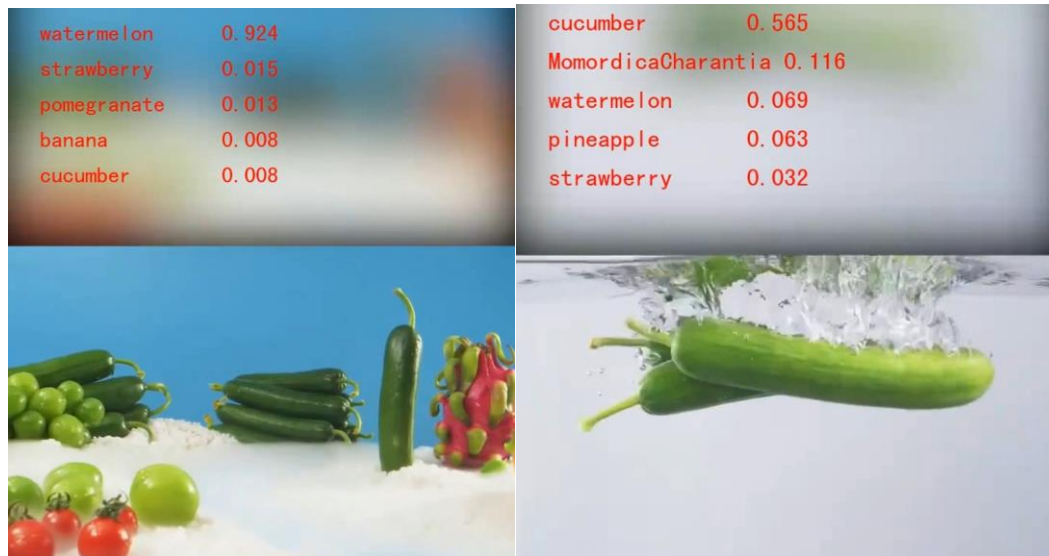 watermelon 0.924
strawberry 0.015
pomegranate 0.013
banana 0.008
cucumber 0.008
cucumber 0.565
MomordicaCharantia 0.116
watermelon 0.069
pineapple 0.063
strawberry 0.032